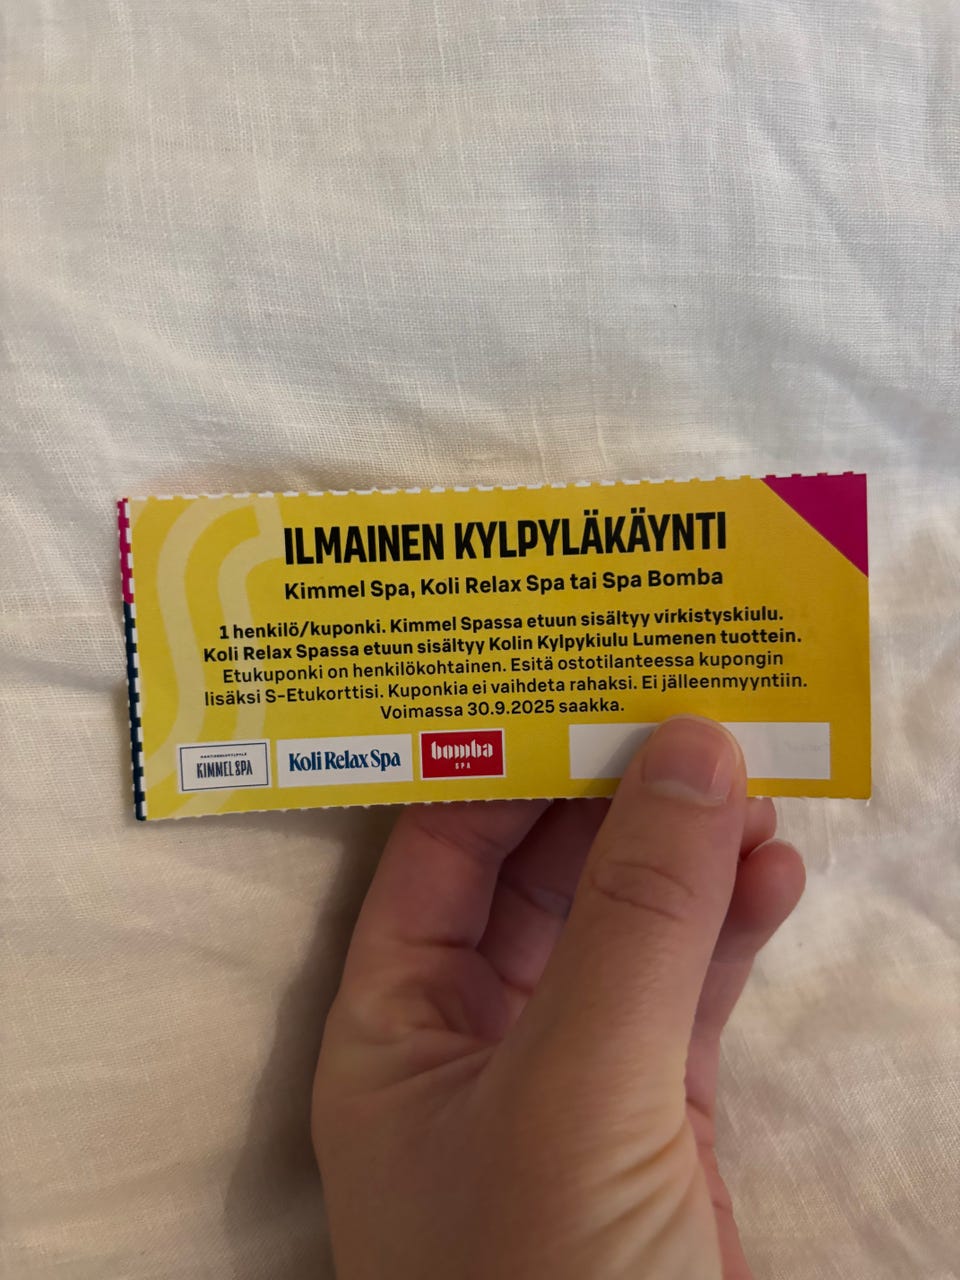 ILMAINEN KYLPYLÄKÄYNTI
Kimmel Spa, Koli Relax Spa tai Spa Bomba
1 henkilö/kuponki. Kimmel Spassa etuun sisältyy virkistyskiulu.
Koli Relax Spassa etuun sisältyy Kolin Kylpykiulu Lumenen tuottein.
Etukuponki on henkilökohtainen. Esitä ostotilanteessa kupongin
lisäksi S-Etukorttisi. Kuponkia ei vaihdeta rahaksi. Ei jälleenmyyntiin.
Voimassa 30.9.2025 saakka.
KIMMEL SPA
Koli Relax Spa
bomba
SPA